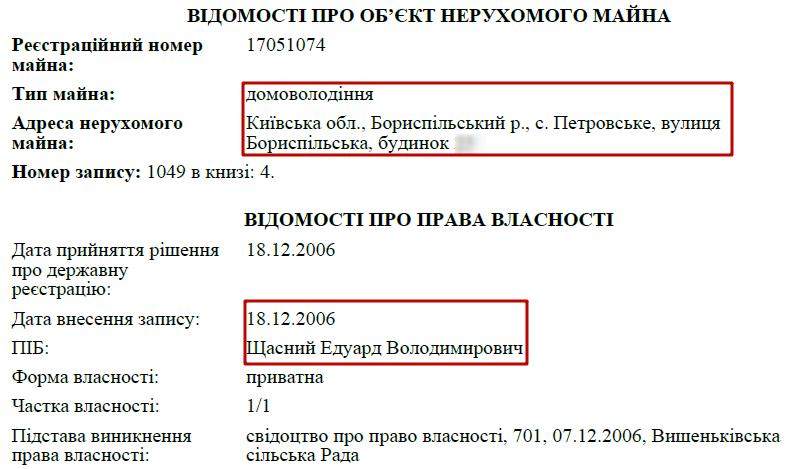 ВІДОМОСТІ ПРО ОБ’ЄКТ НЕРУХОМОГО МАЙНА
Реєстраційний номер майна: 17051074
Тип майна: домоволодіння
Адреса нерухомого майна: Київська обл., Бориспільський р., с. Петровське, вулиця Бориспільська, будинок
Номер запису: 1049 в книзі: 4.
ВІДОМОСТІ ПРО ПРАВА ВЛАСНОСТІ
Дата прийняття рішення про державну реєстрацію: 18.12.2006
Дата внесення запису: 18.12.2006
ПІБ: Щасний Едуард Володимирович
Форма власності: приватна
Частка власності: 1/1
Підстава виникнення права власності: свідоцтво про право власності, 701, 07.12.2006, Вишеньківська сільська Рада